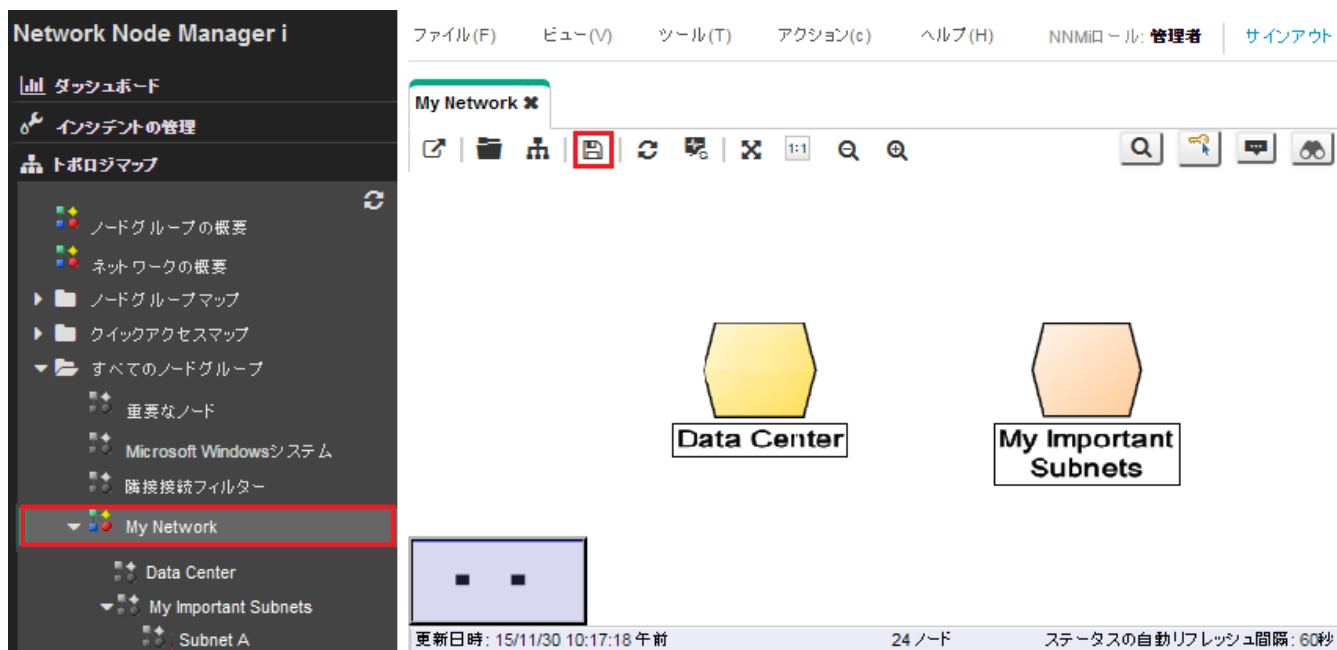 Network Node Manager i
ファイル(F) ビュー(V) ツール(T) アクション(c) ヘルプ(H) NNMiロール: 管理者 サインアウト
ダッシュボード
インシデントの管理
トポロジマップ
ノードグループの概要
ネットワークの概要
ノードグループマップ
クイックアクセスマップ
すべてのノードグループ
重要なノード
Microsoft Windowsシステム
隣接接続フィルター
My Network
Data Center
My Important Subnets
Subnet A
My Network
1:1
Data Center
My Important
Subnets
更新日時: 15/11/30 10:17:18 午前 24 ノード ステータスの自動リフレッシュ間隔: 60秒